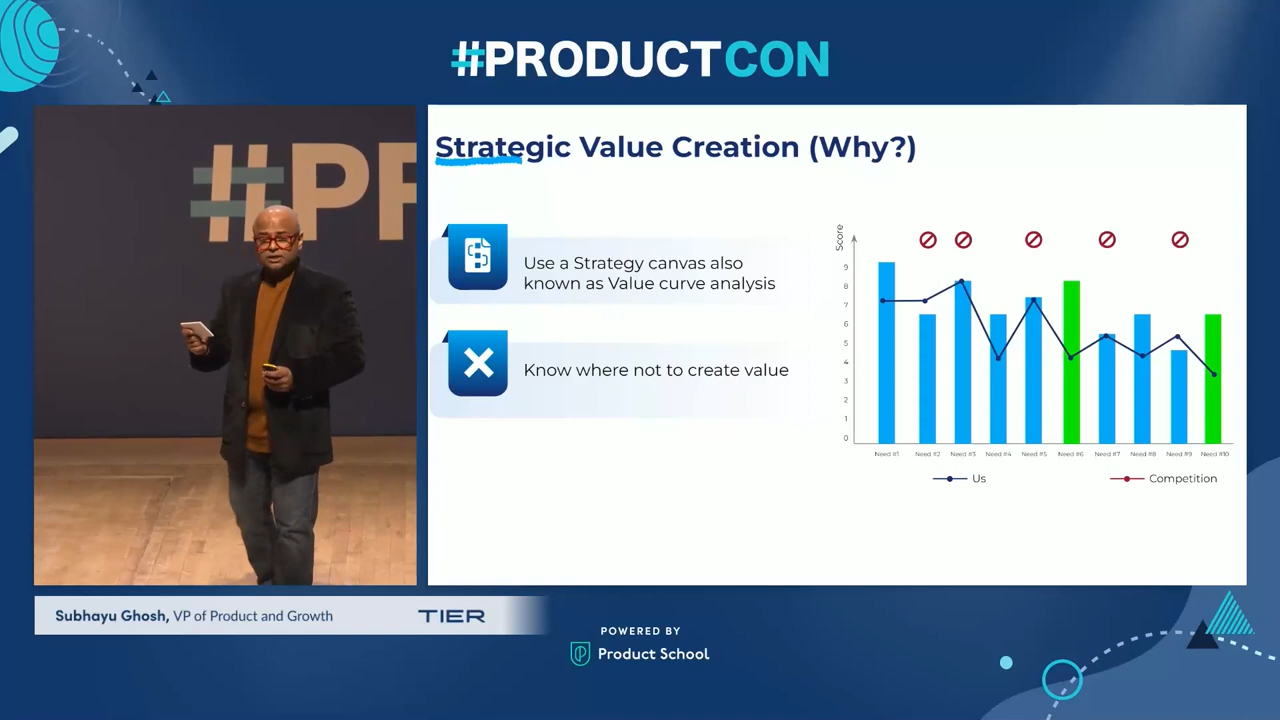 #PRODUCTCON
#PR
Strategic Value Creation (Why?)
Use a Strategy canvas also
known as Value curve analysis
Know where not to create value
Score
9
8
7
6
5
4
3
2
1
0
Need #1 Need #2 Need #3 Need #4 Need #5 Need #6 Need #7 Need #8 Need #9 Need #10
Us Competition
Subhayu Ghosh, VP of Product and Growth TIER
POWERED BY
Product School